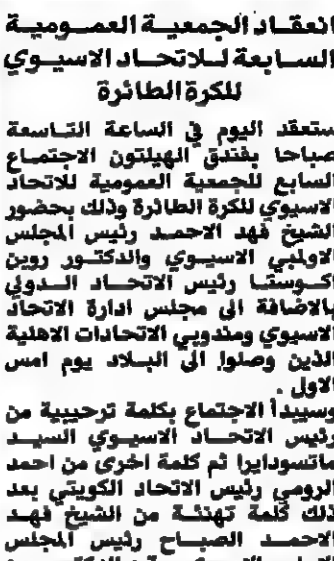 انعقاد الجمعية العمومية
السابعة للاتحاد الاسيوي
للكرة الطائرة
ستعقد اليوم في الساعة التاسعة
صباحا بفندق الهيلتون الاجتماع
السابع للجمعية العمومية للاتحاد
الاسيوي للكرة الطائرة وذلك بحضور
الشيخ فهد الاحمد رئيس المجلس
الاولمبي الاسيوي والدكتور روبن
اكوستا رئيس الاتحاد الدولي
بالاضافة الى مجلس ادارة الاتحاد
الاسيوي ومندوبي الاتحادات الاهلية
الذين وصلوا الى البلاد يوم امس
الاول .
وسيبدأ الاجتماع بكلمة ترحيبية من
رئيس الاتحاد الاسيوي السيد
ماتسودايرا ثم كلمة اخرى من احمد
الرومي رئيس الاتحاد الكويتي بعد
ذلك كلمة تهنئة من الشيخ فهد
الاحمد الصباح رئيس المجلس